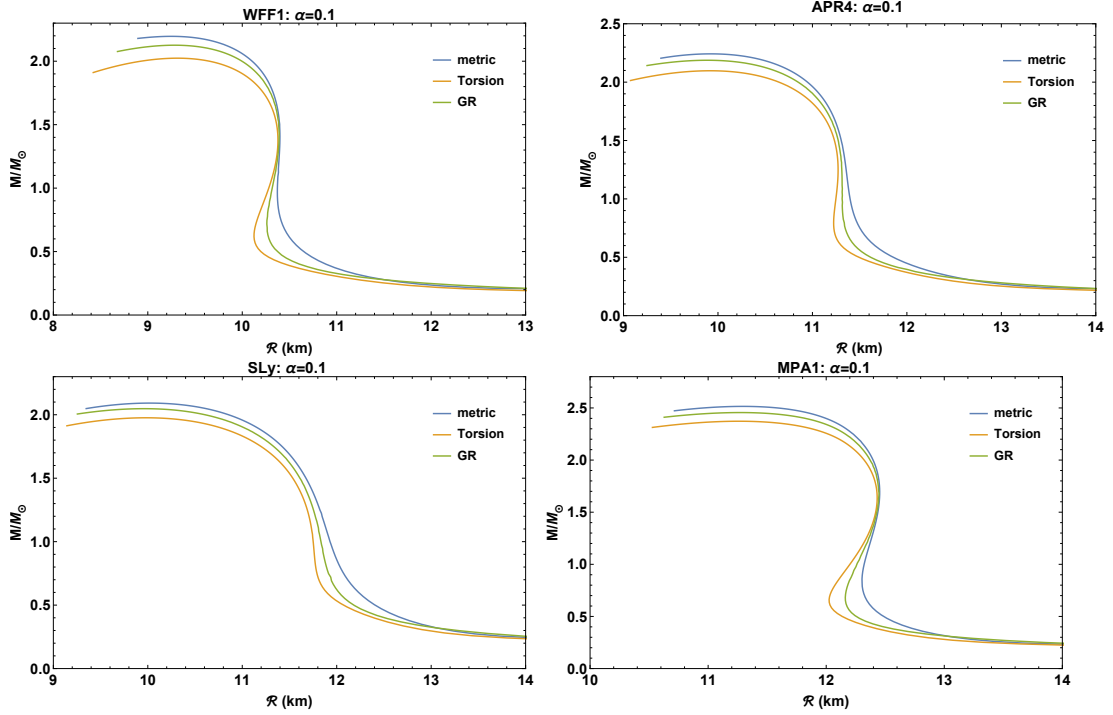 WFF1: α=0.1
M/M⊙
2.0
1.5
1.0
0.5
0.0
8 9 10 11 12 13
ℛ (km)
metric
Torsion
GR
APR4: α=0.1
M/M⊙
2.5
2.0
1.5
1.0
0.5
0.0
9 10 11 12 13 14
ℛ (km)
metric
Torsion
GR
SLy: α=0.1
M/M⊙
2.0
1.5
1.0
0.5
0.0
9 10 11 12 13 14
ℛ (km)
metric
Torsion
GR
MPA1: α=0.1
M/M⊙
2.5
2.0
1.5
1.0
0.5
0.0
10 11 12 13 14
ℛ (km)
metric
Torsion
GR